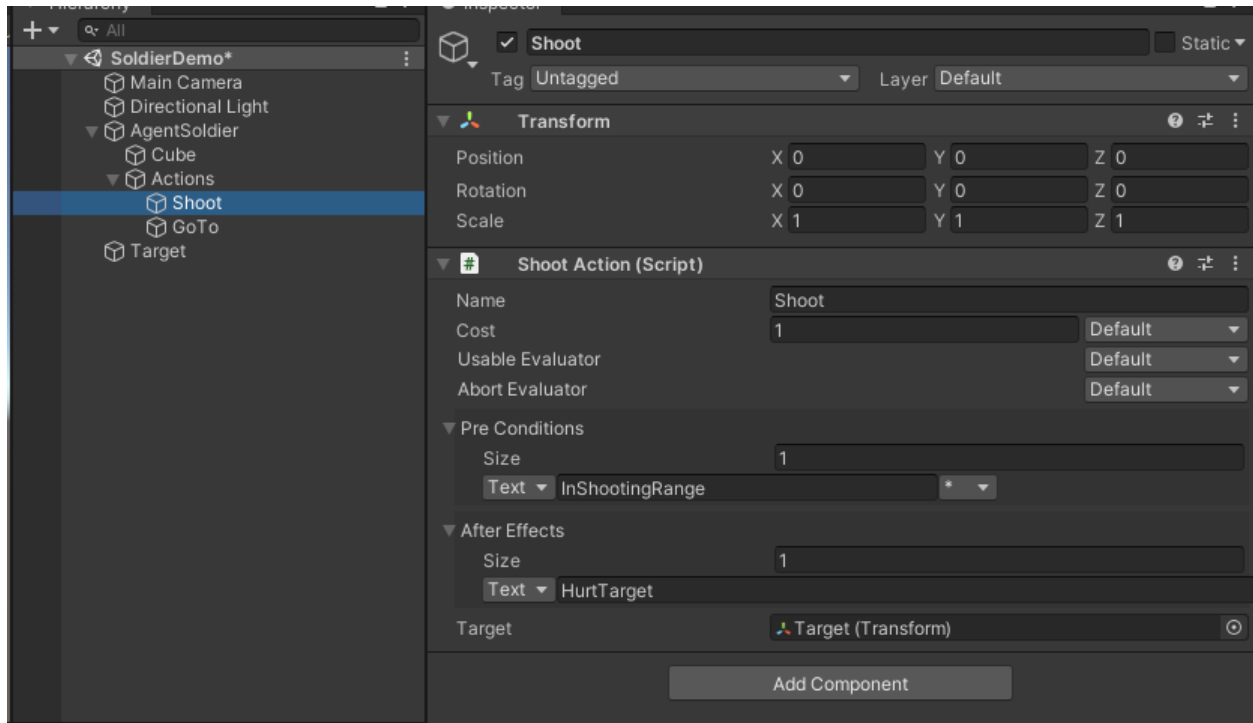 Hierarchy
Inspector
All
SoldierDemo*
Main Camera
Directional Light
AgentSoldier
Cube
Actions
Shoot
GoTo
Target
Shoot
Static
Tag Untagged Layer Default
Transform
Position X 0 Y 0 Z 0
Rotation X 0 Y 0 Z 0
Scale X 1 Y 1 Z 1
# Shoot Action (Script)
Name Shoot
Cost 1 Default
Usable Evaluator Default
Abort Evaluator Default
Pre Conditions
Size 1
Text InShootingRange *
After Effects
Size 1
Text HurtTarget
Target Target (Transform)
Add Component